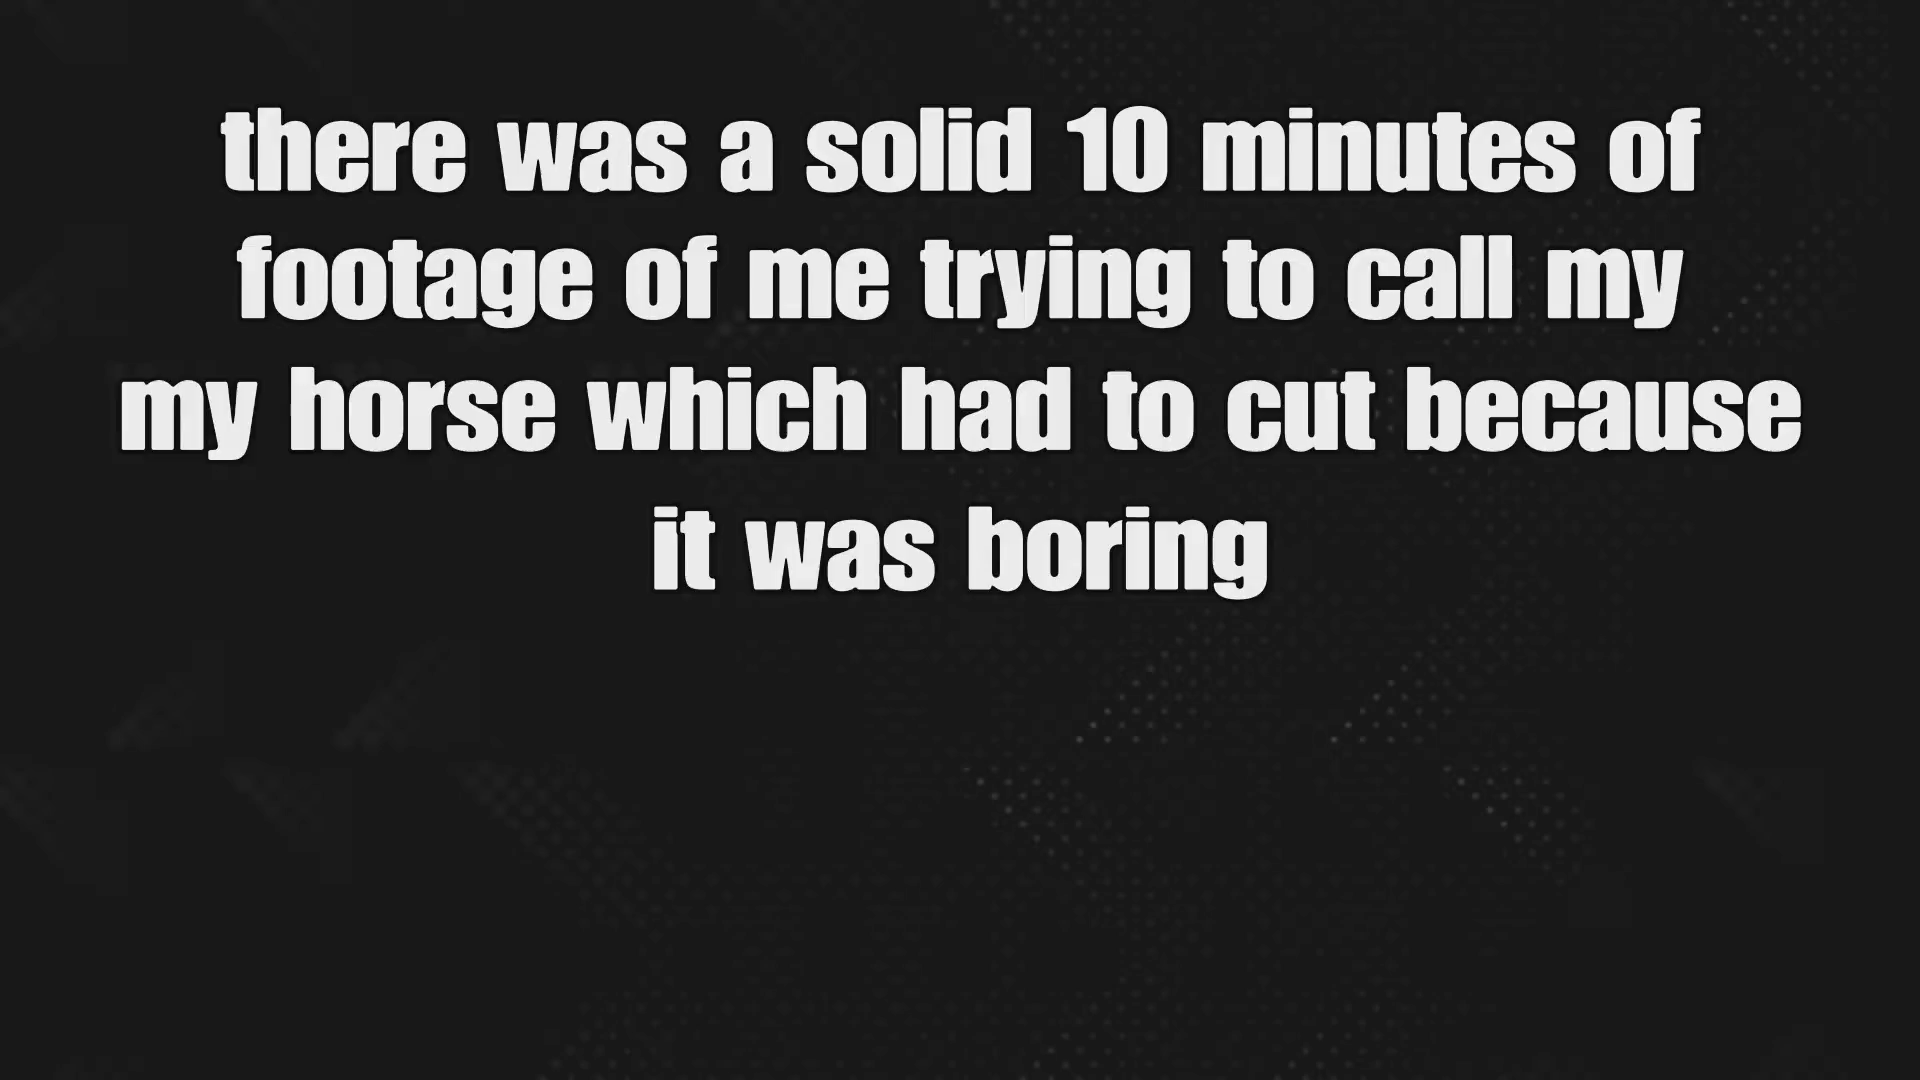 there was a solid 10 minutes of
footage of me trying to call my
my horse which had to cut because
it was boring